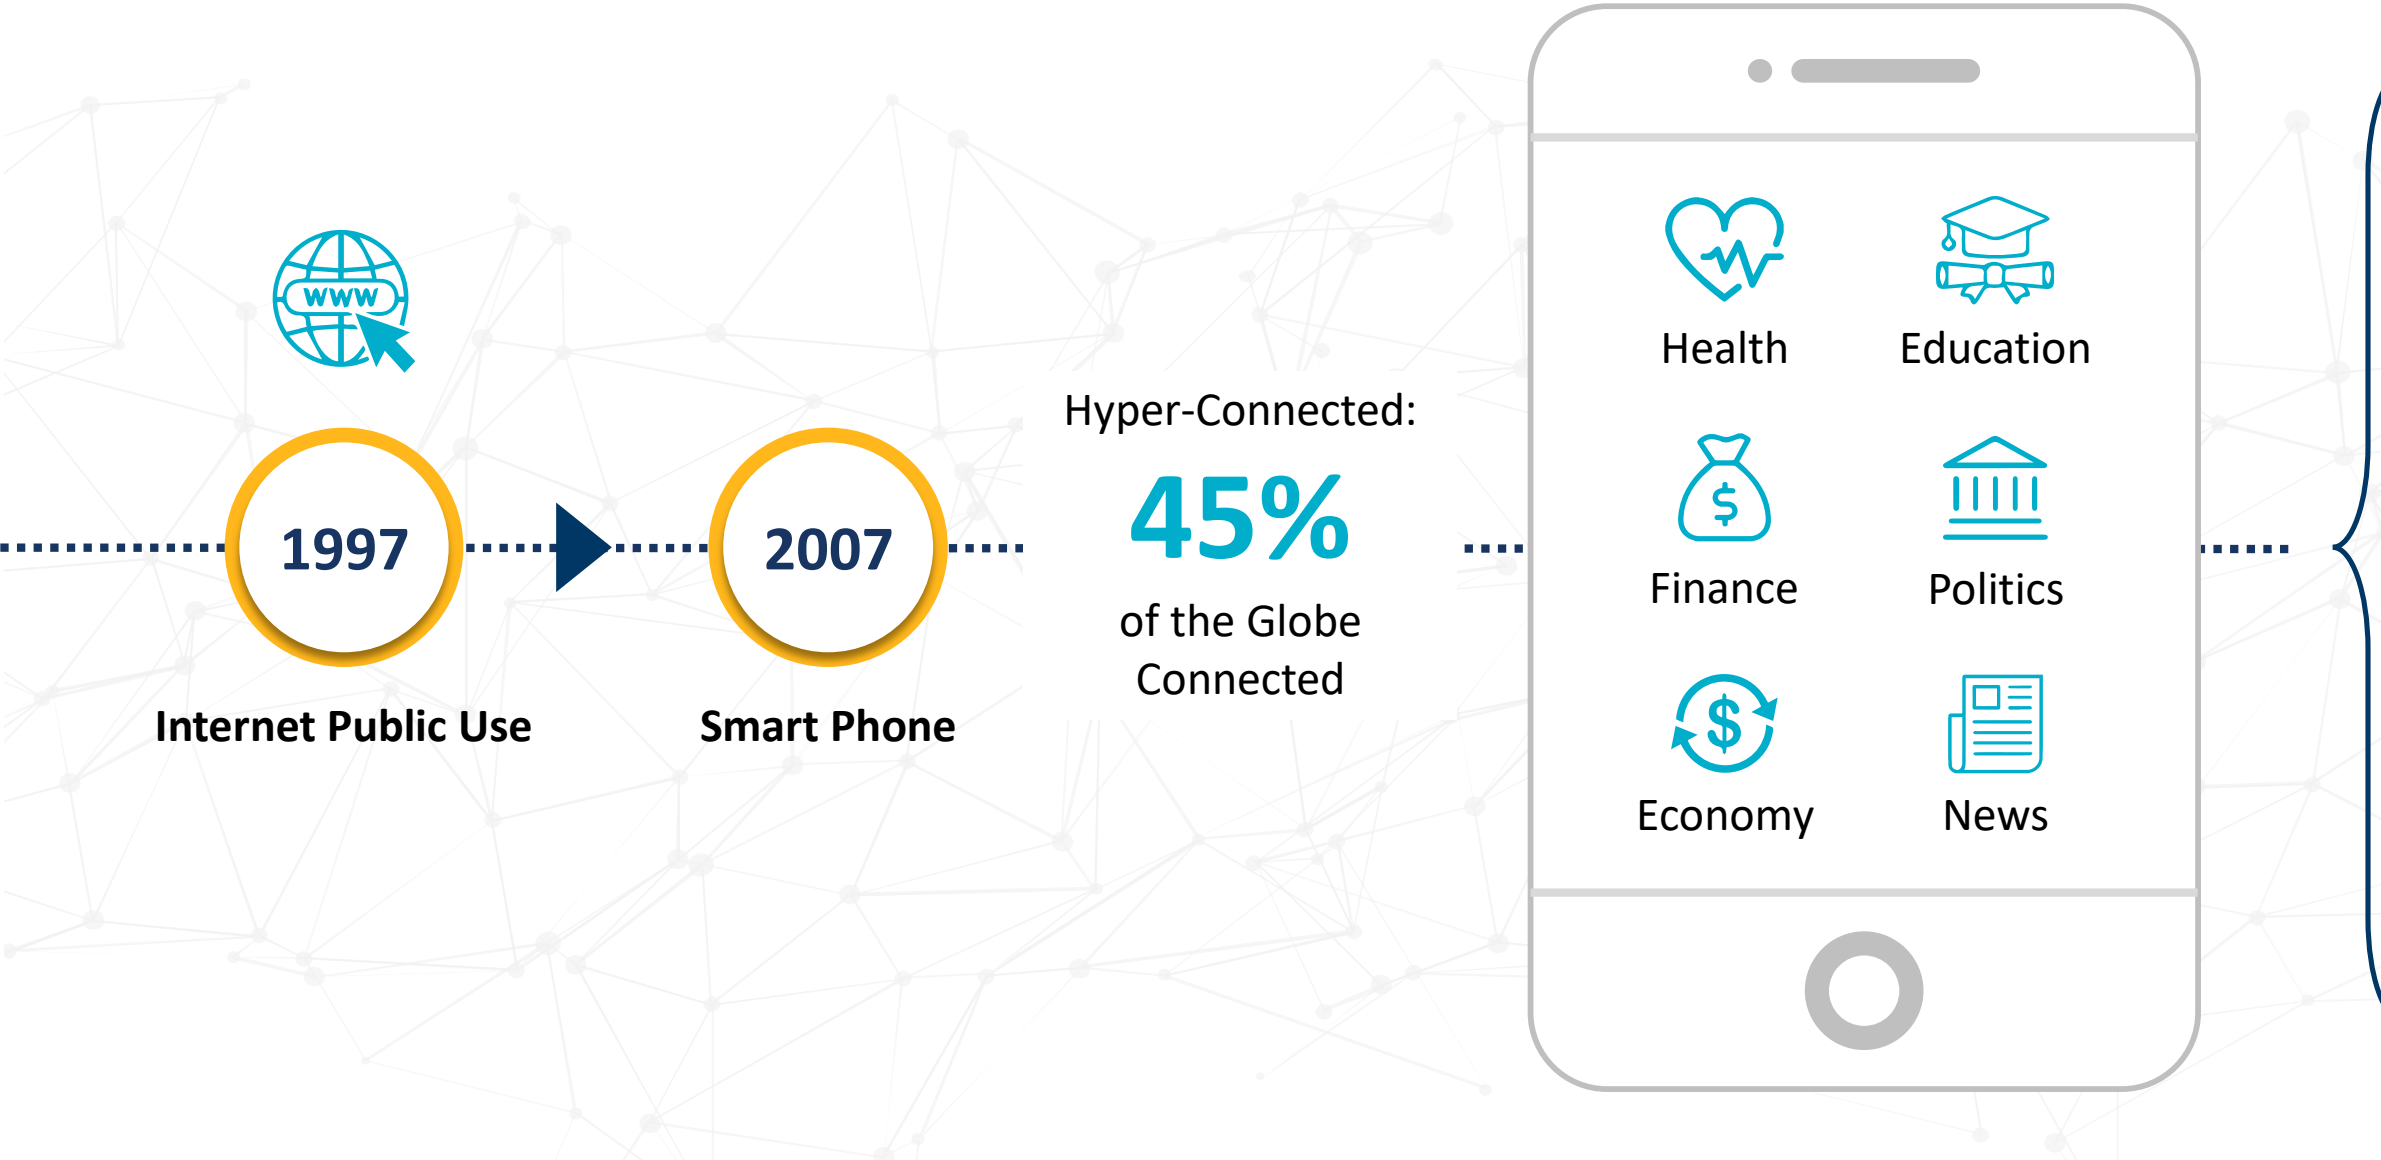 WWW
1997
Internet Public Use
2007
Smart Phone
Hyper-Connected:
45%
of the Globe
Connected
Health
Education
$
Finance
Politics
$
Economy
News